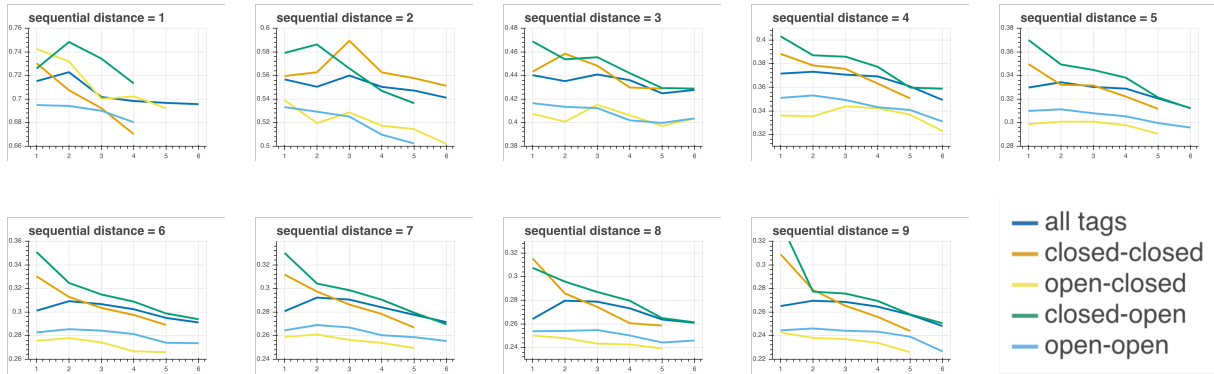 sequential distance = 1
0.76
0.74
0.72
0.7
0.68
0.66
1 2 3 4 5 6
sequential distance = 2
0.6
0.58
0.56
0.54
0.52
0.5
1 2 3 4 5 6
sequential distance = 3
0.48
0.46
0.44
0.42
0.4
0.38
1 2 3 4 5 6
sequential distance = 4
0.4
0.38
0.36
0.34
0.32
1 2 3 4 5 6
sequential distance = 5
0.38
0.36
0.34
0.32
0.3
0.28
1 2 3 4 5 6
sequential distance = 6
0.36
0.34
0.32
0.3
0.28
0.26
1 2 3 4 5 6
sequential distance = 7
0.32
0.3
0.28
0.26
0.24
1 2 3 4 5 6
sequential distance = 8
0.32
0.3
0.28
0.26
0.24
1 2 3 4 5 6
sequential distance = 9
0.32
0.3
0.28
0.26
0.24
0.22
1 2 3 4 5 6
all tags
closed-closed
open-closed
closed-open
open-open